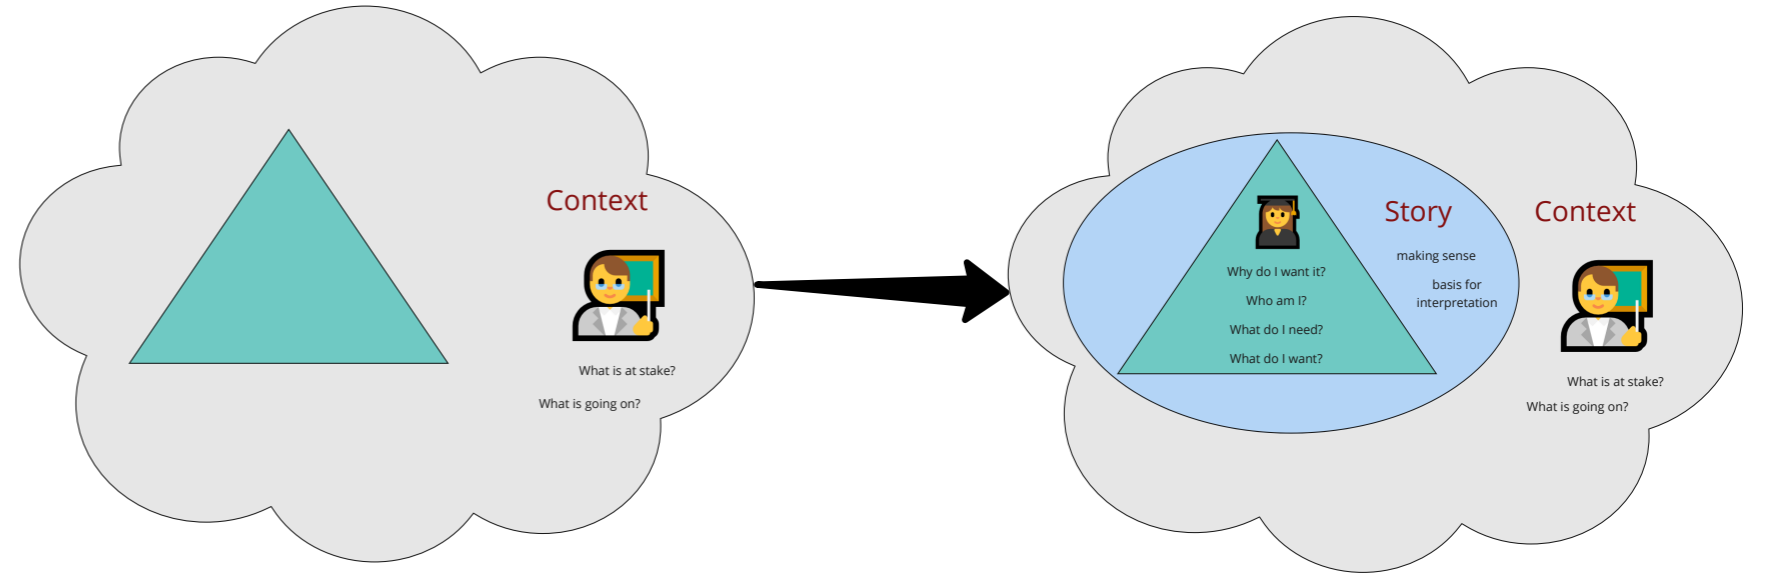 Context
What is at stake?
What is going on?
Why do I want it?
Who am I?
What do I need?
What do I want?
Story
making sense
basis for
interpretation
Context
What is at stake?
What is going on?